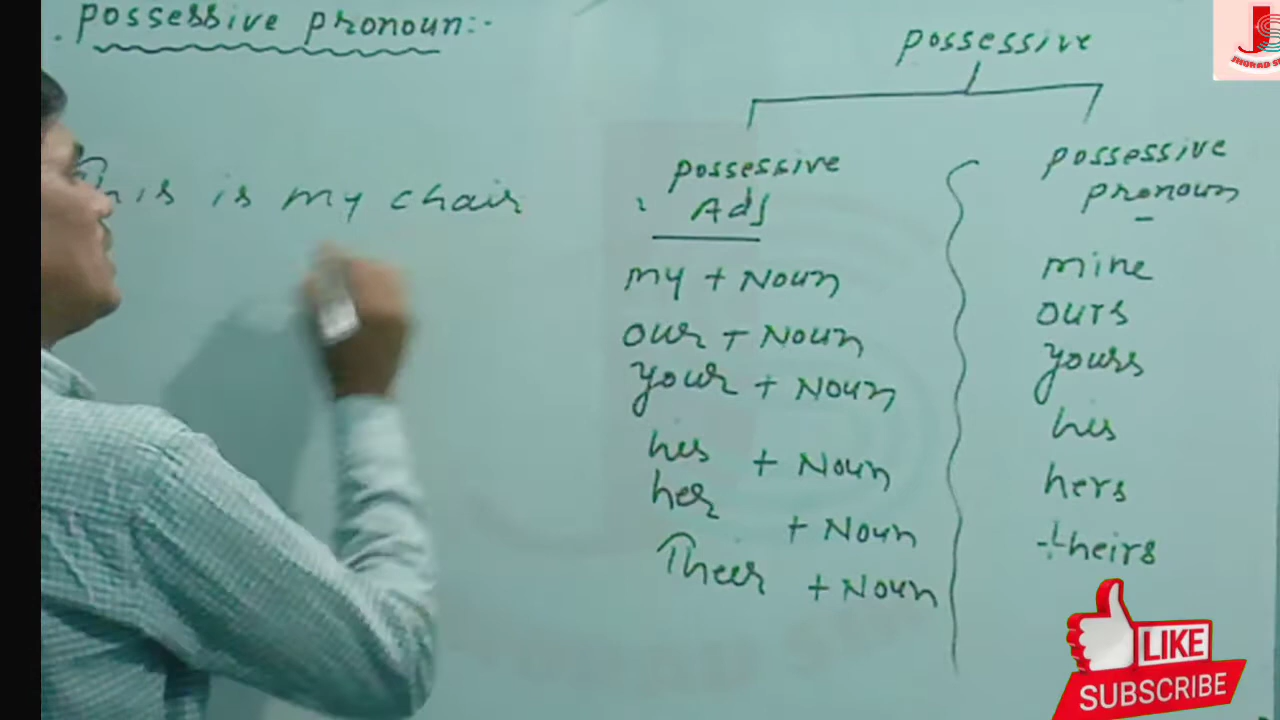 . possessive pronoun:-
This is my chair
possessive
possessive
Adj
my + Noun
our + Noun
your + Noun
his + Noun
her + Noun
Their + Noun
possessive
pronoun
mine
ours
yours
his
hers
theirs
LIKE
SUBSCRIBE